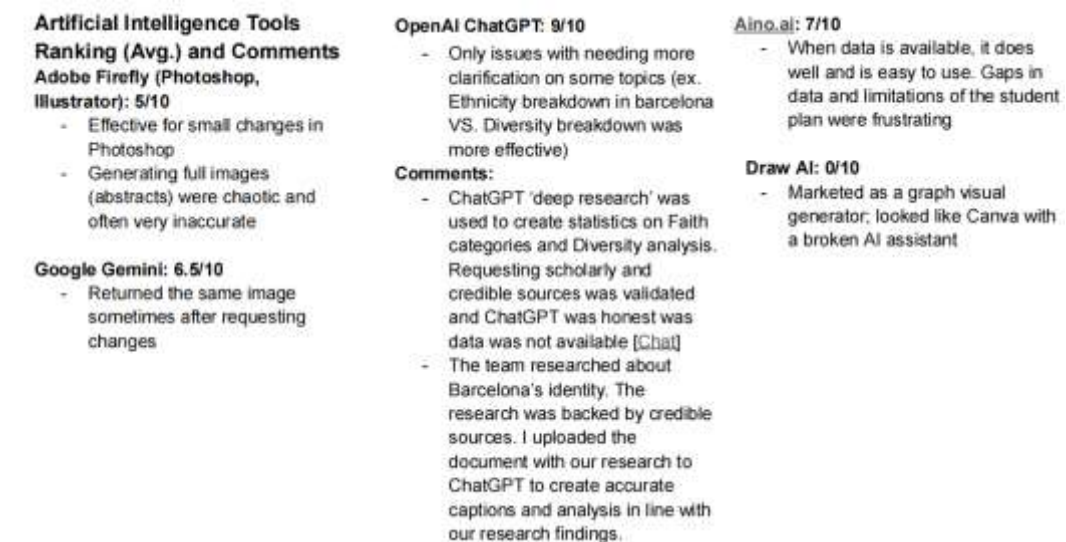 Artificial Intelligence Tools
Ranking (Avg.) and Comments
Adobe Firefly (Photoshop,
Illustrator): 5/10
- Effective for small changes in
Photoshop
- Generating full images
(abstracts) were chaotic and
often very inaccurate
Google Gemini: 6.5/10
- Returned the same image
sometimes after requesting
changes
OpenAI ChatGPT: 9/10
- Only issues with needing more
clarification on some topics (ex.
Ethnicity breakdown in barcelona
VS. Diversity breakdown was
more effective)
Comments:
- ChatGPT 'deep research' was
used to create statistics on Faith
categories and Diversity analysis.
Requesting scholarly and
credible sources was validated
and ChatGPT was honest was
data was not available [Chat]
- The team researched about
Barcelona's identity. The
research was backed by credible
sources. I uploaded the
document with our research to
ChatGPT to create accurate
captions and analysis in line with
our research findings.
Aino.ai: 7/10
- When data is available, it does
well and is easy to use. Gaps in
data and limitations of the student
plan were frustrating
Draw AI: 0/10
- Marketed as a graph visual
generator; looked like Canva with
a broken AI assistant